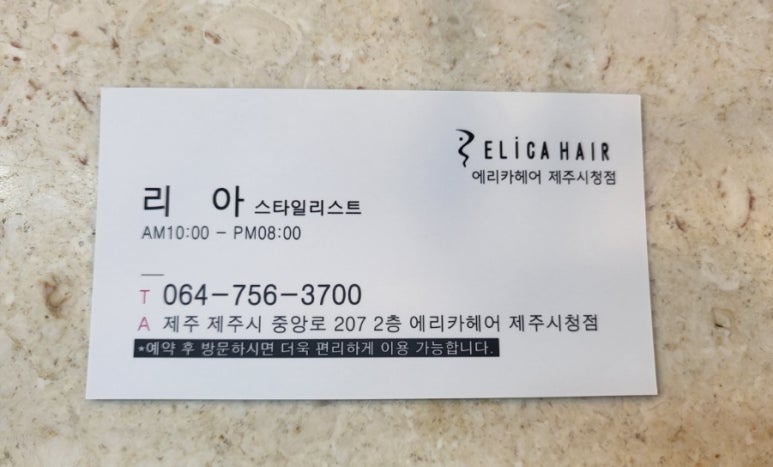 ELiCA HAIR
에리카헤어 제주시청점
리 아 스타일리스트
AM10:00 - PM08:00
T 064-756-3700
A 제주 제주시 중앙로 207 2층 에리카헤어 제주시청점
*예약 후 방문하시면 더욱 편리하게 이용 가능합니다.